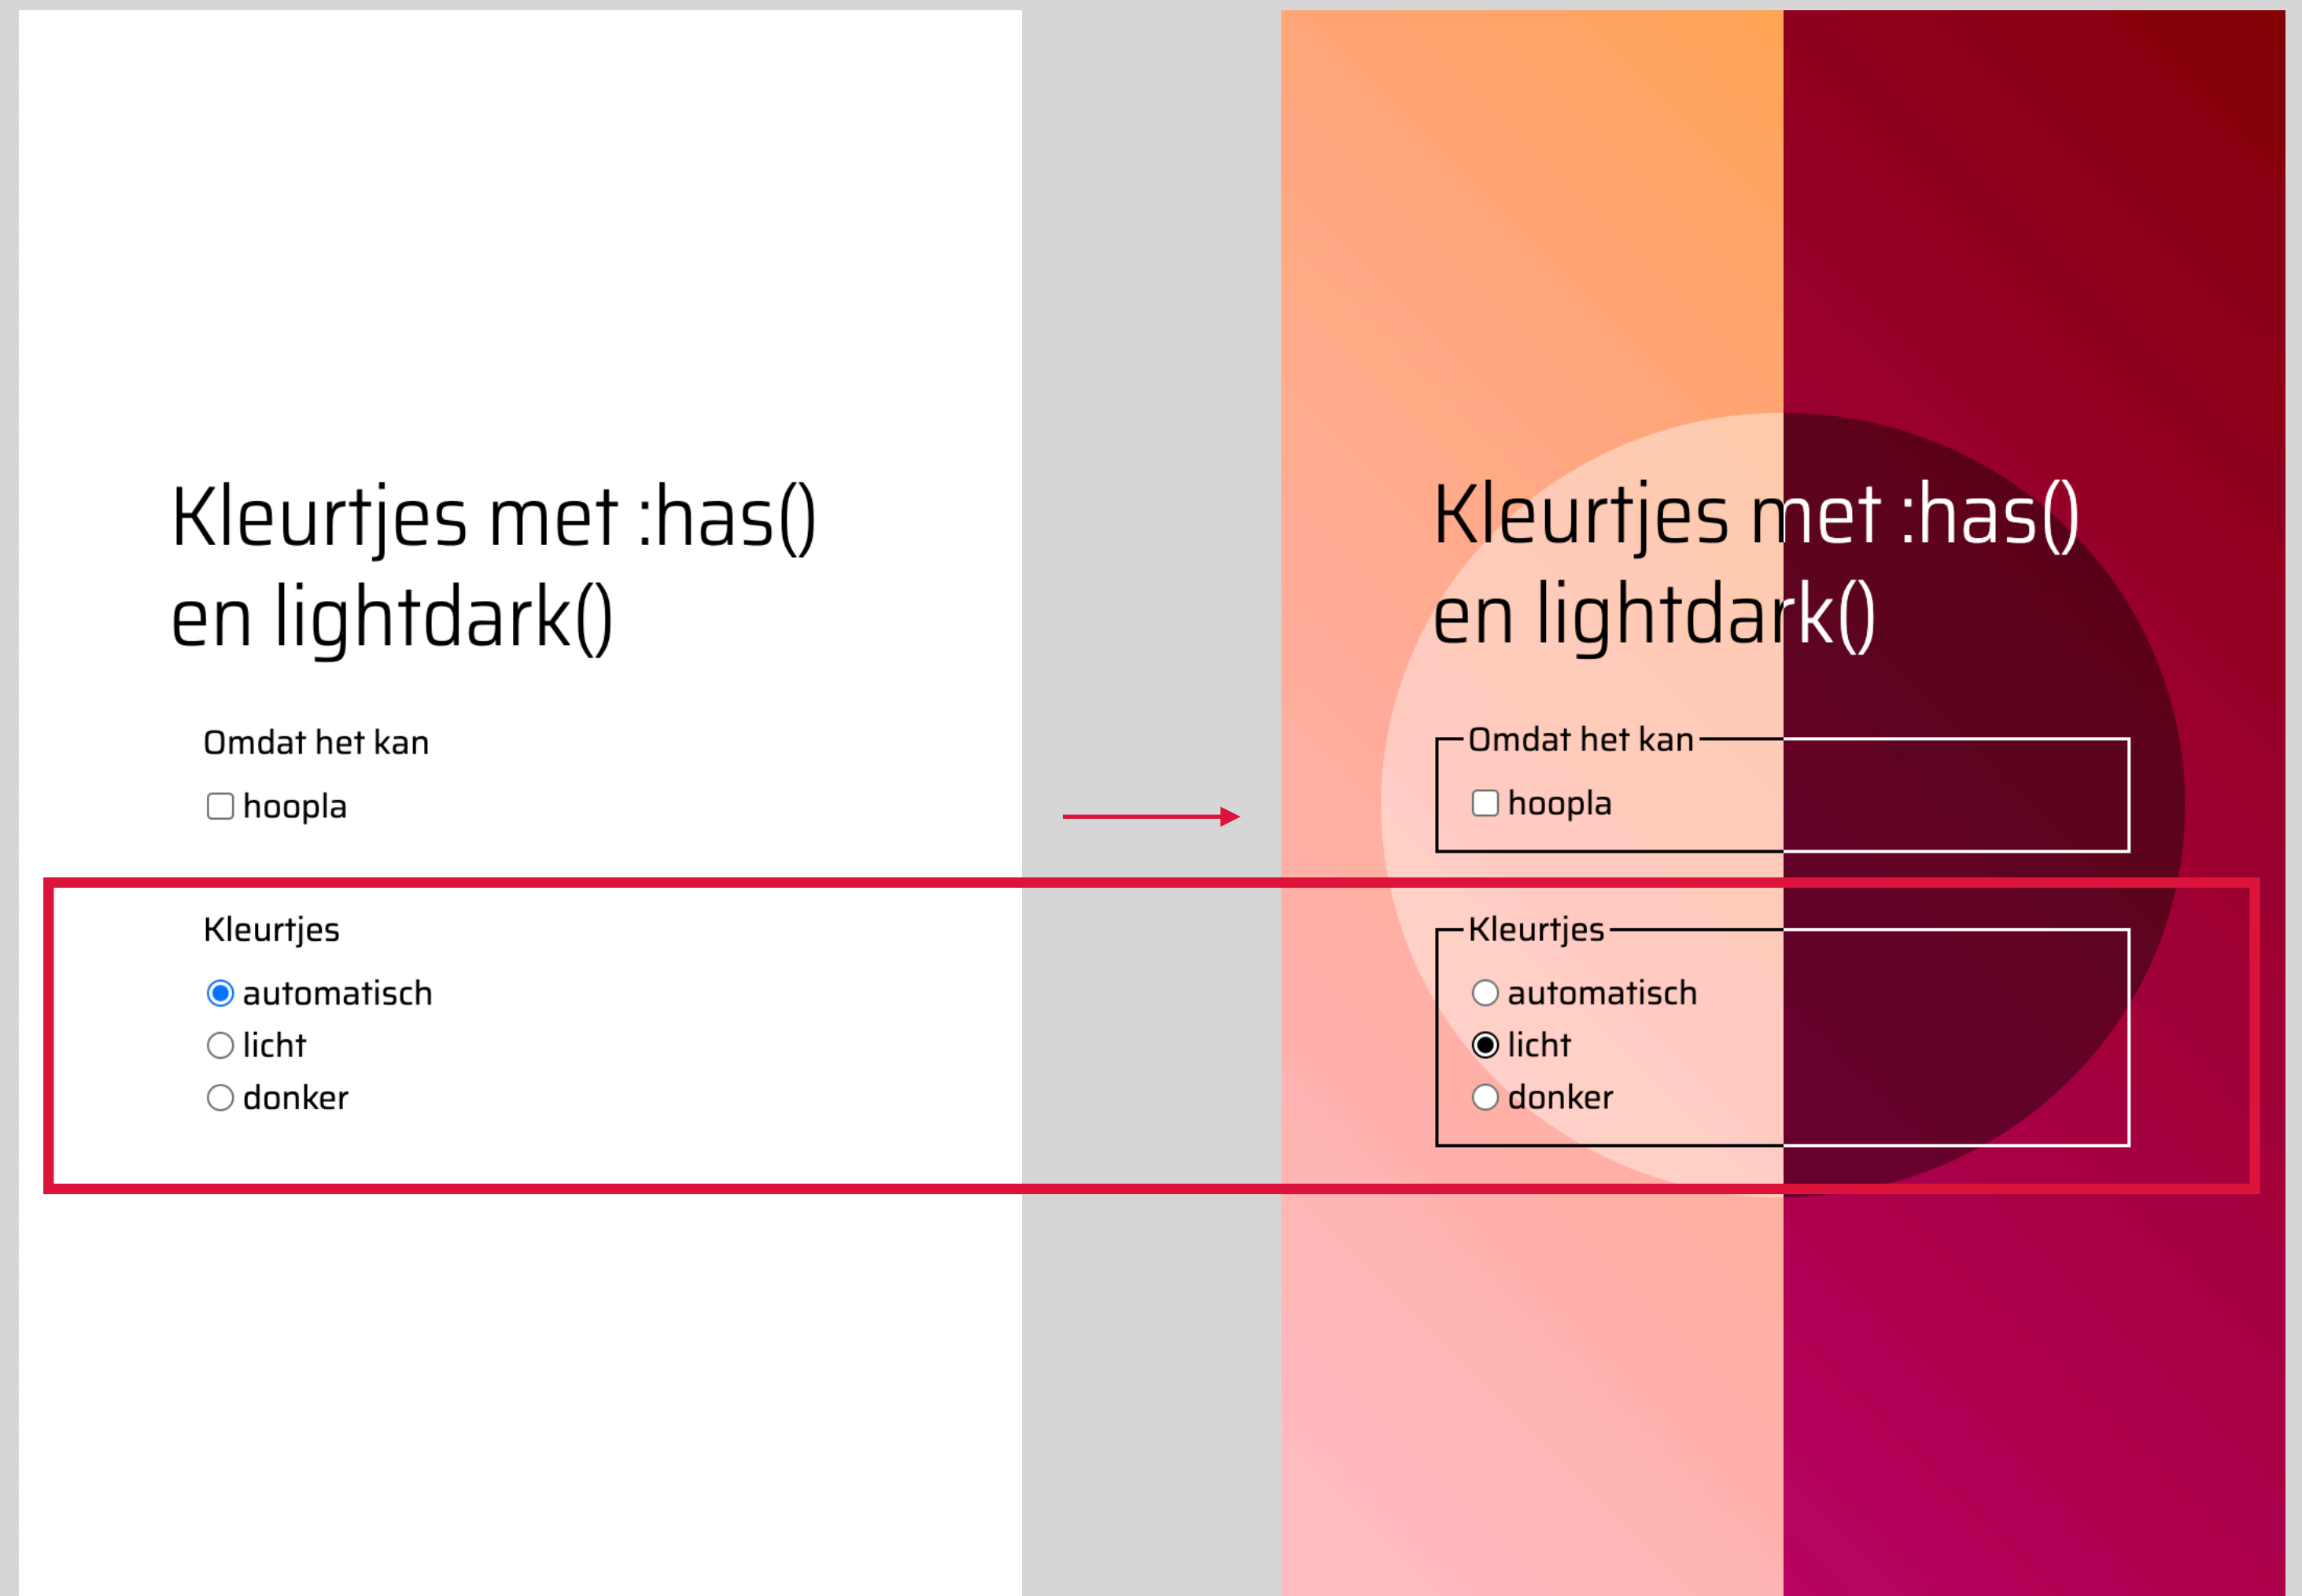 Kleurtjes met :has()
en lightdark()
Omdat het kan
hoopla
Kleurtjes
automatisch
licht
donker
Kleurtjes met :has()
en lightdark()
Omdat het kan
hoopla
Kleurtjes
automatisch
licht
donker